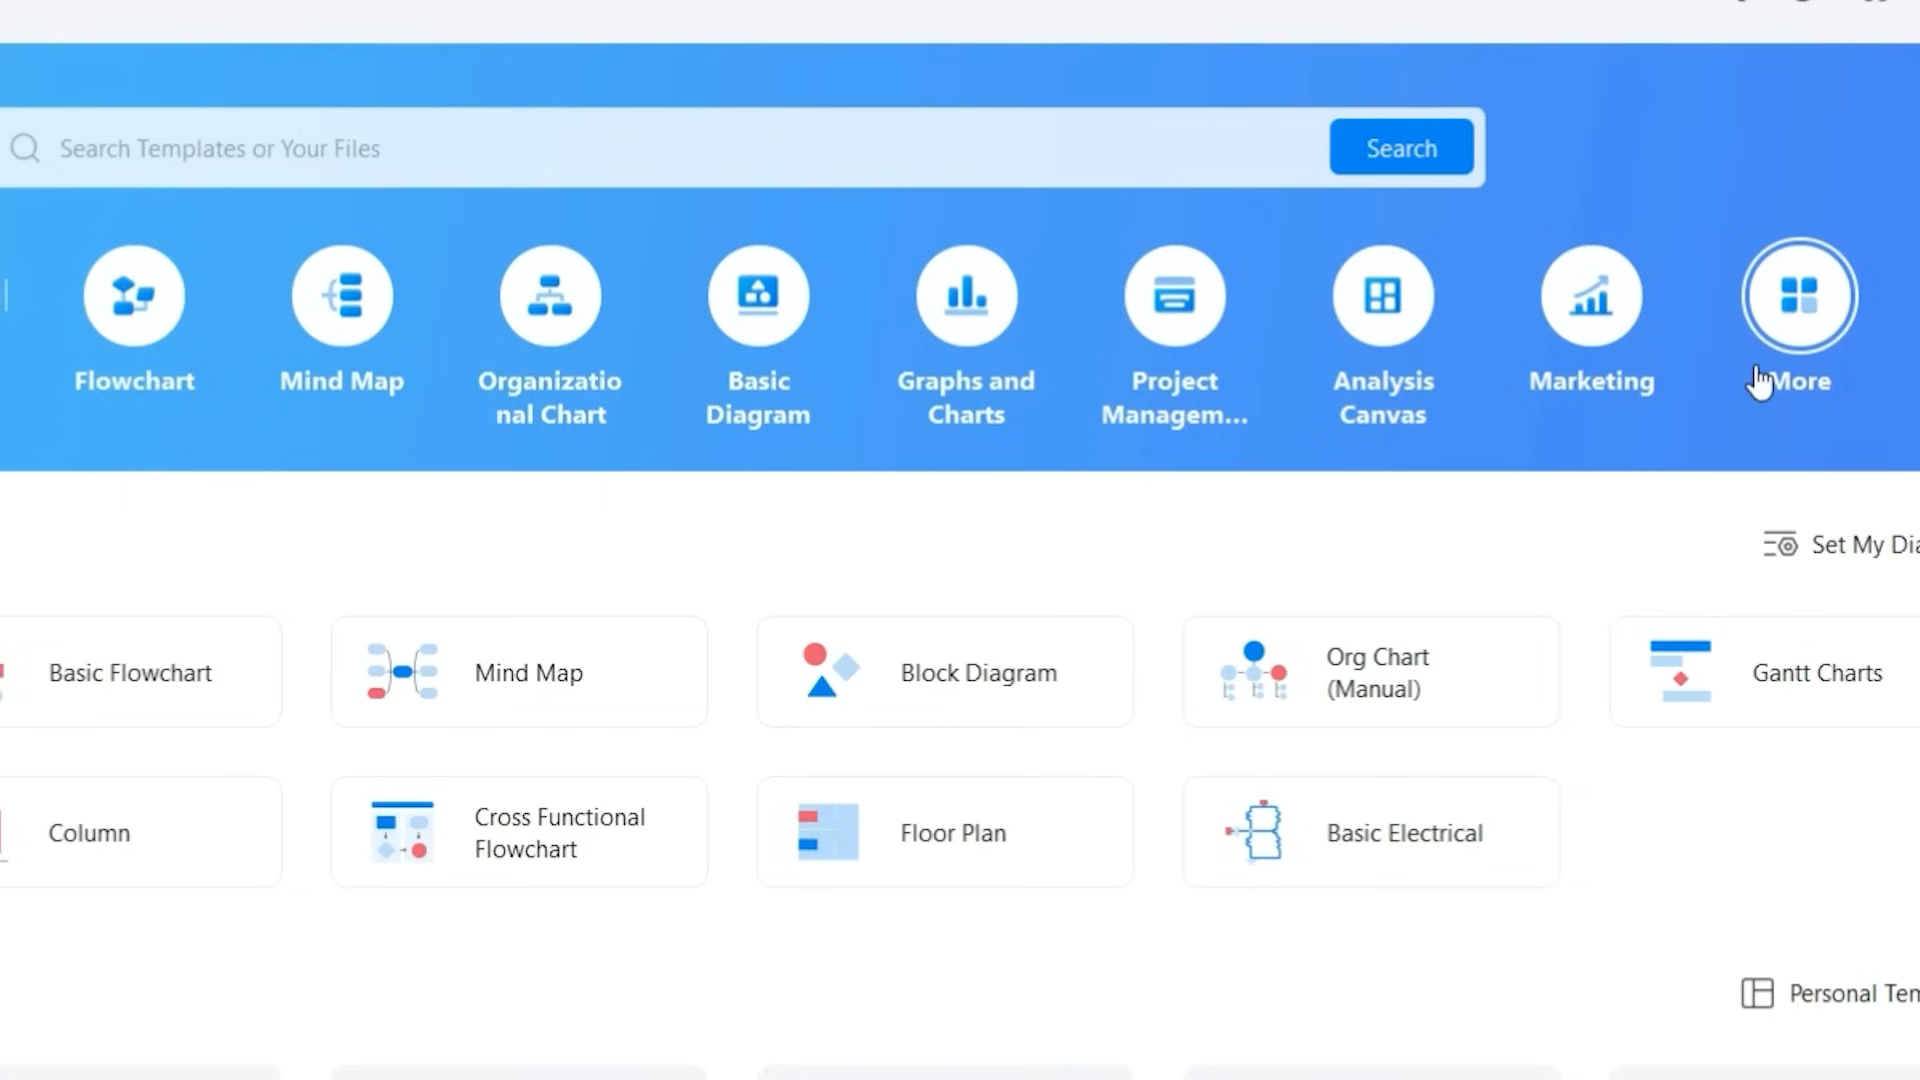 Search Templates or Your Files
Search
Flowchart
Mind Map
Organizatio
nal Chart
Basic
Diagram
Graphs and
Charts
Project
Managem...
Analysis
Canvas
Marketing
More
Set My Dia
Basic Flowchart
Mind Map
Block Diagram
Org Chart
(Manual)
Gantt Charts
Column
Cross Functional
Flowchart
Floor Plan
Basic Electrical
Personal Tem